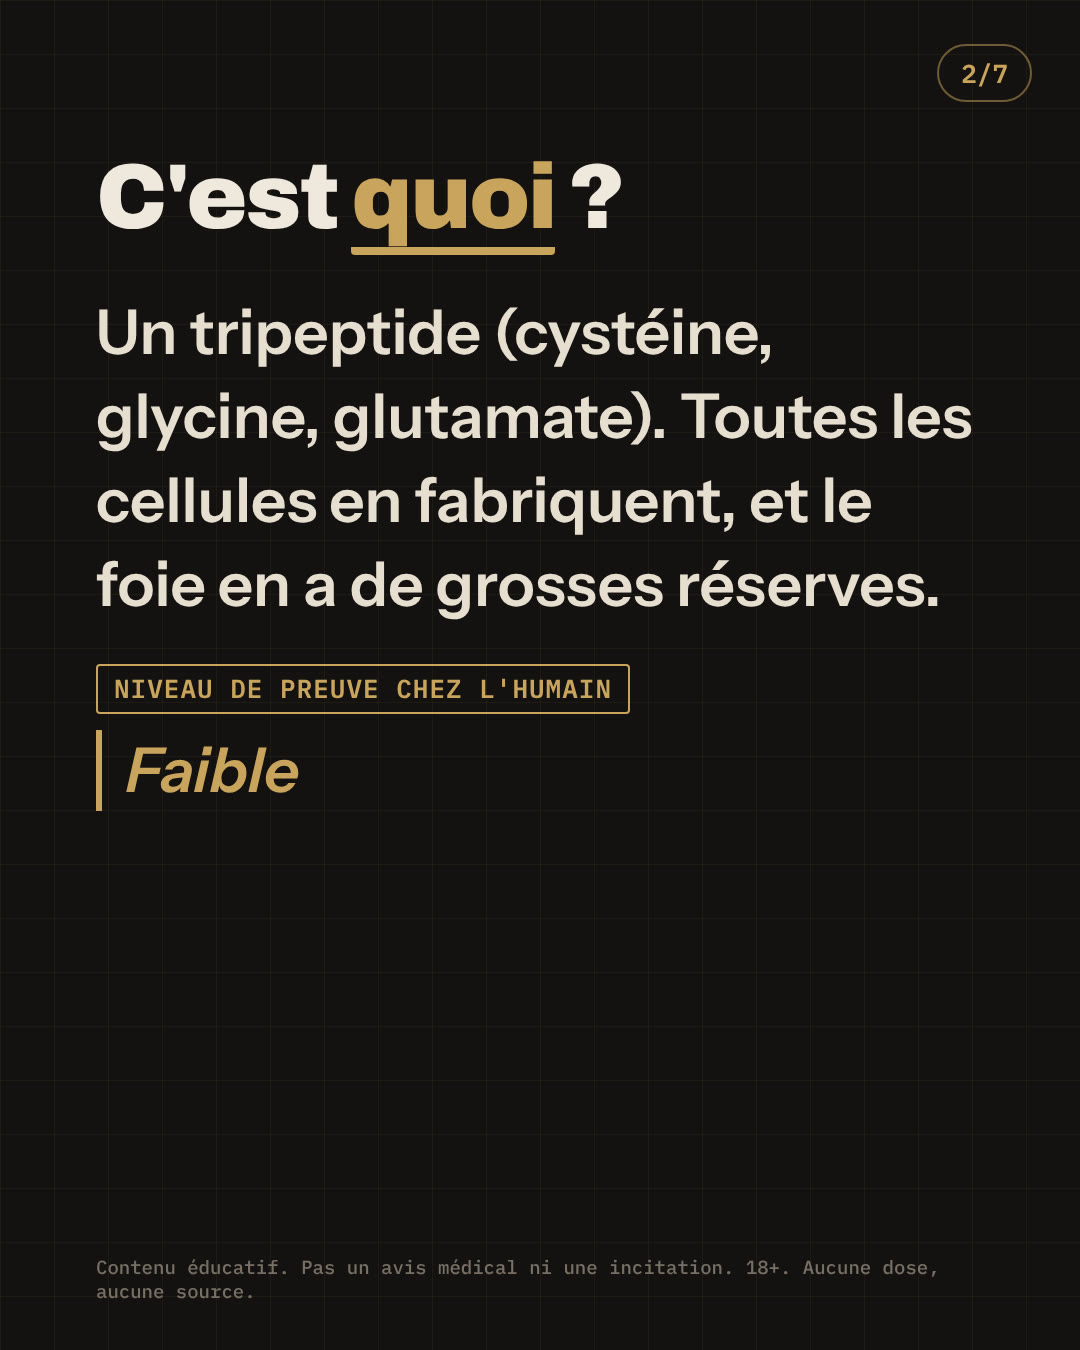 2/7
C'est quoi ?
Un tripeptide (cystéine,
glycine, glutamate). Toutes les
cellules en fabriquent, et le
foie en a de grosses réserves.
NIVEAU DE PREUVE CHEZ L'HUMAIN
Faible
Contenu éducatif. Pas un avis médical ni une incitation. 18+. Aucune dose,
aucune source.